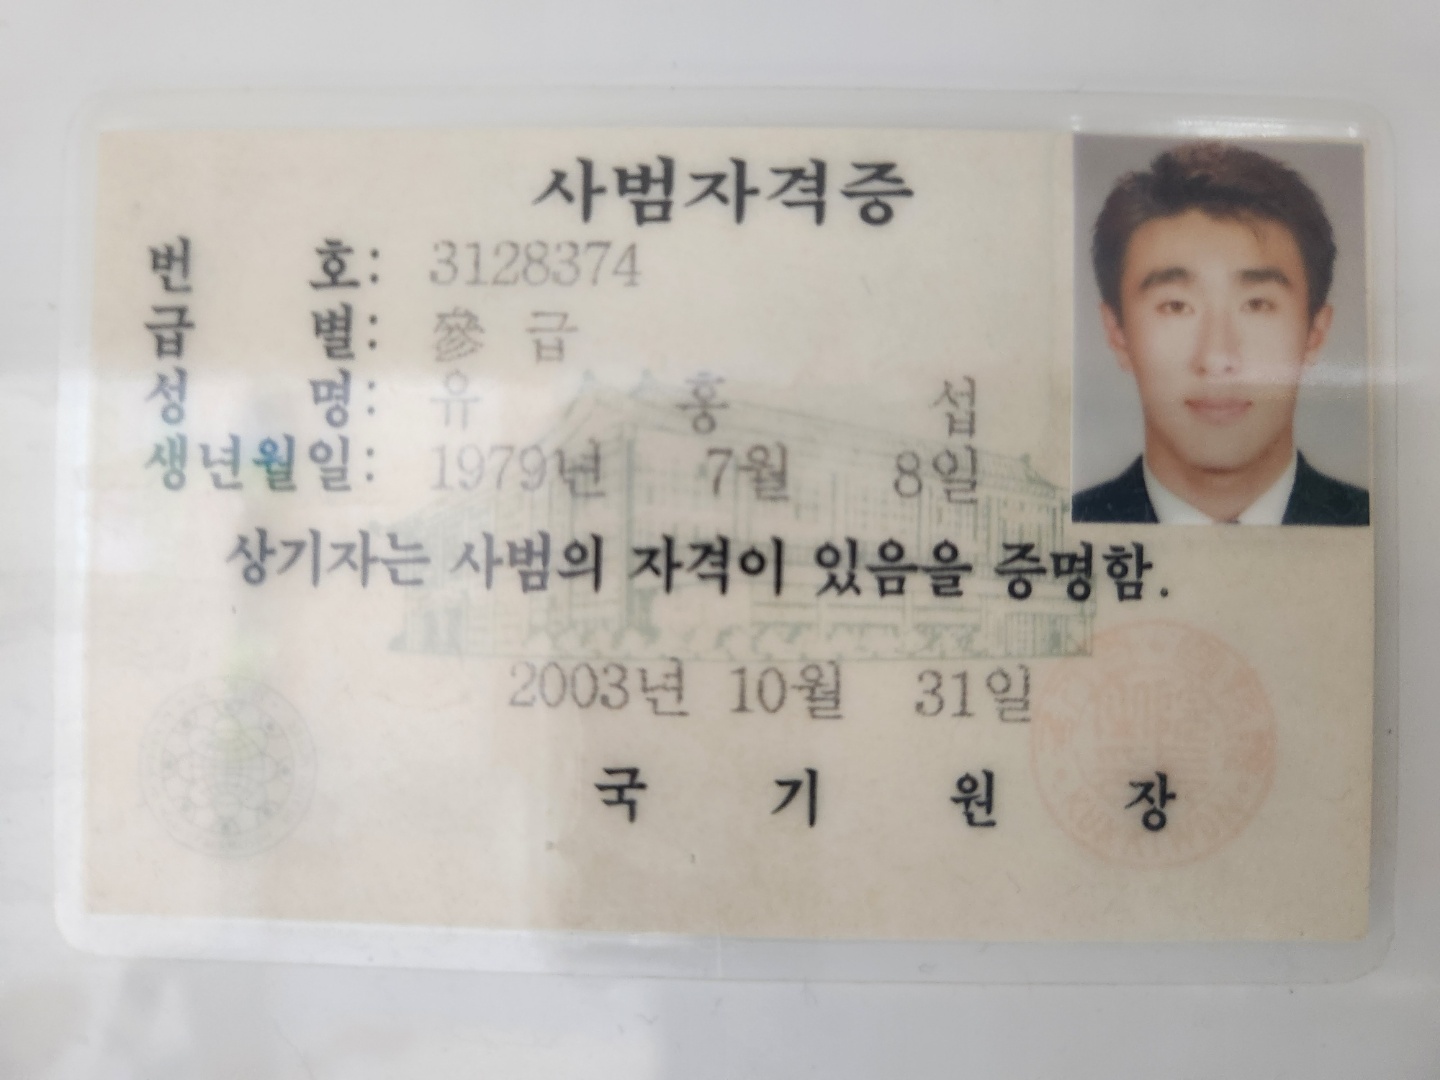 사범자격증
번 호: 3128374
급 별: 參 급
성 명: 유 홍 섭
생년월일: 1979년 7월 8일
상기자는 사범의 자격이 있음을 증명함.
2003년 10월 31일
국 기 원 장
KUKKIWON